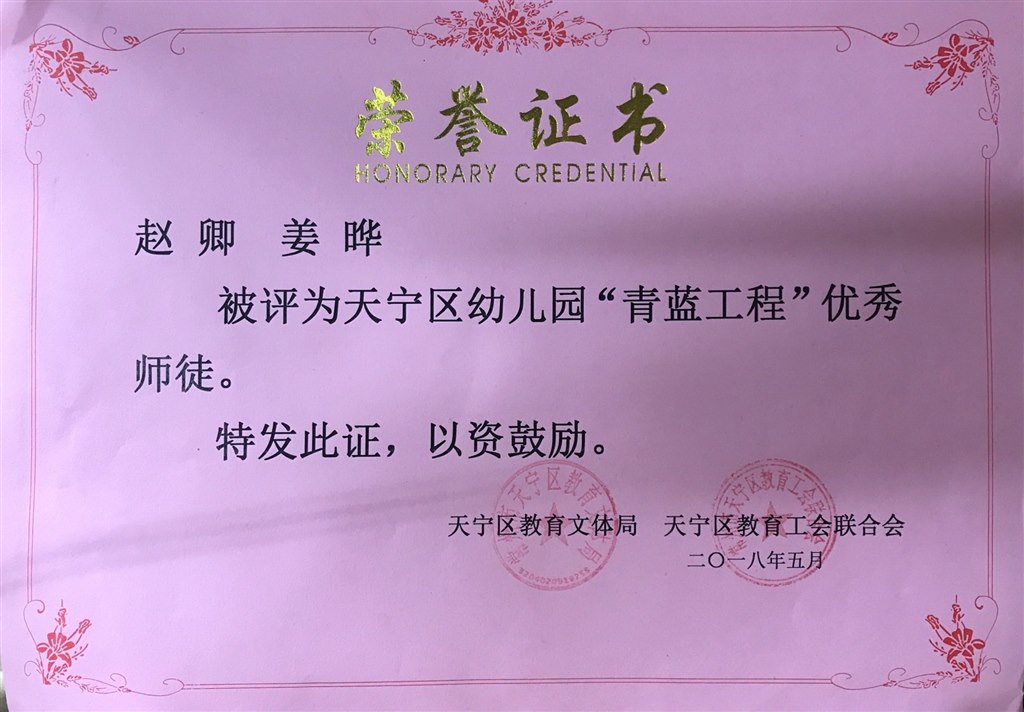 荣誉证书
HONORARY CREDENTIAL
赵卿 姜晔
被评为天宁区幼儿园“青蓝工程”优秀
师徒。
特发此证，以资鼓励。
天宁区教育文体局 天宁区教育工会联合会
二〇一八年五月